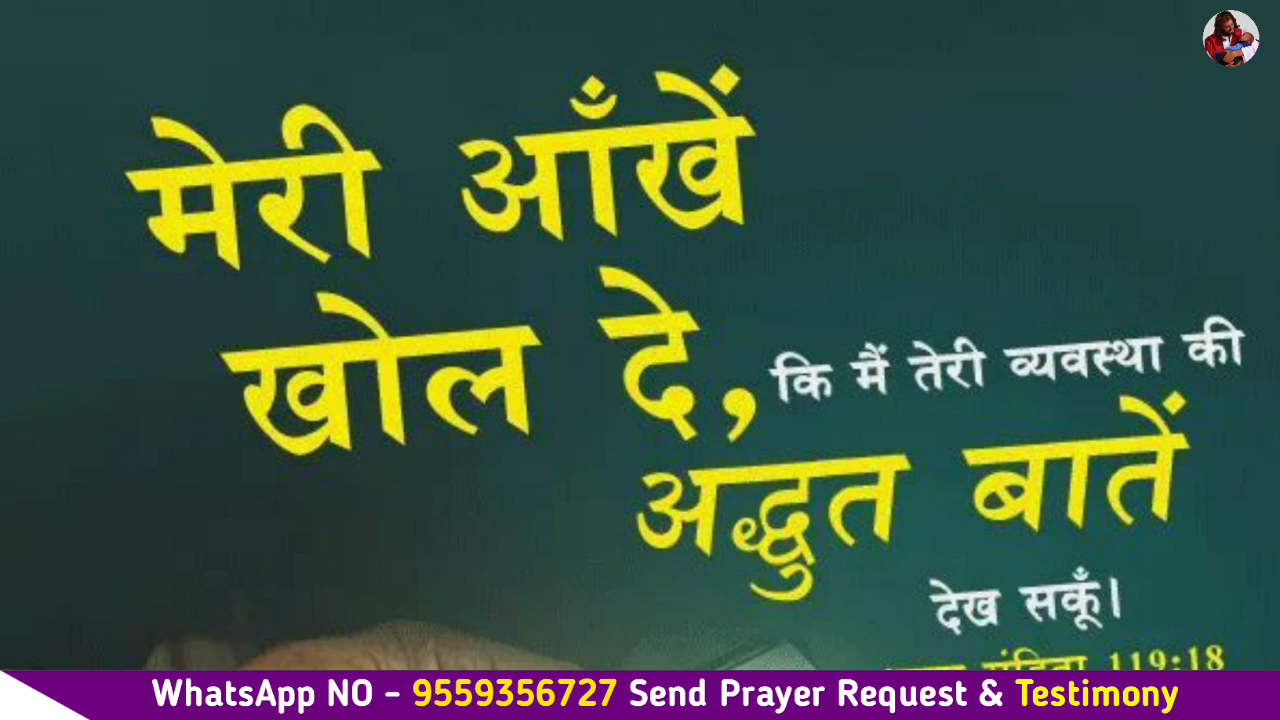 मेरी आँखें
खोल दे, कि मैं तेरी व्यवस्था की
अद्भुत बातें
देख सकूँ।
संहिता 119:18
WhatsApp NO - 9559356727 Send Prayer Request & Testimony